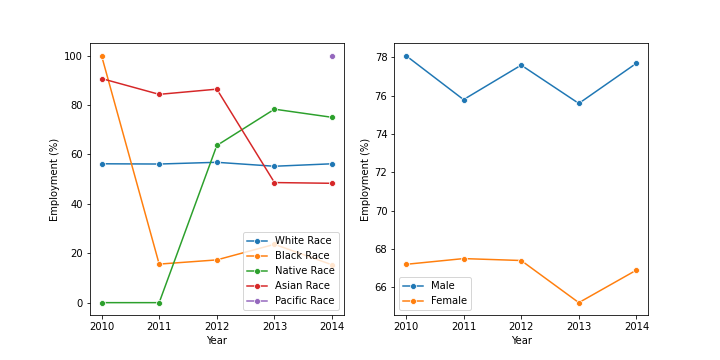 100
80
60
40
20
0
Employment (%)
2010 2011 2012 2013 2014
Year
White Race
Black Race
Native Race
Asian Race
Pacific Race
78
76
74
72
70
68
66
Employment (%)
2010 2011 2012 2013 2014
Year
Male
Female